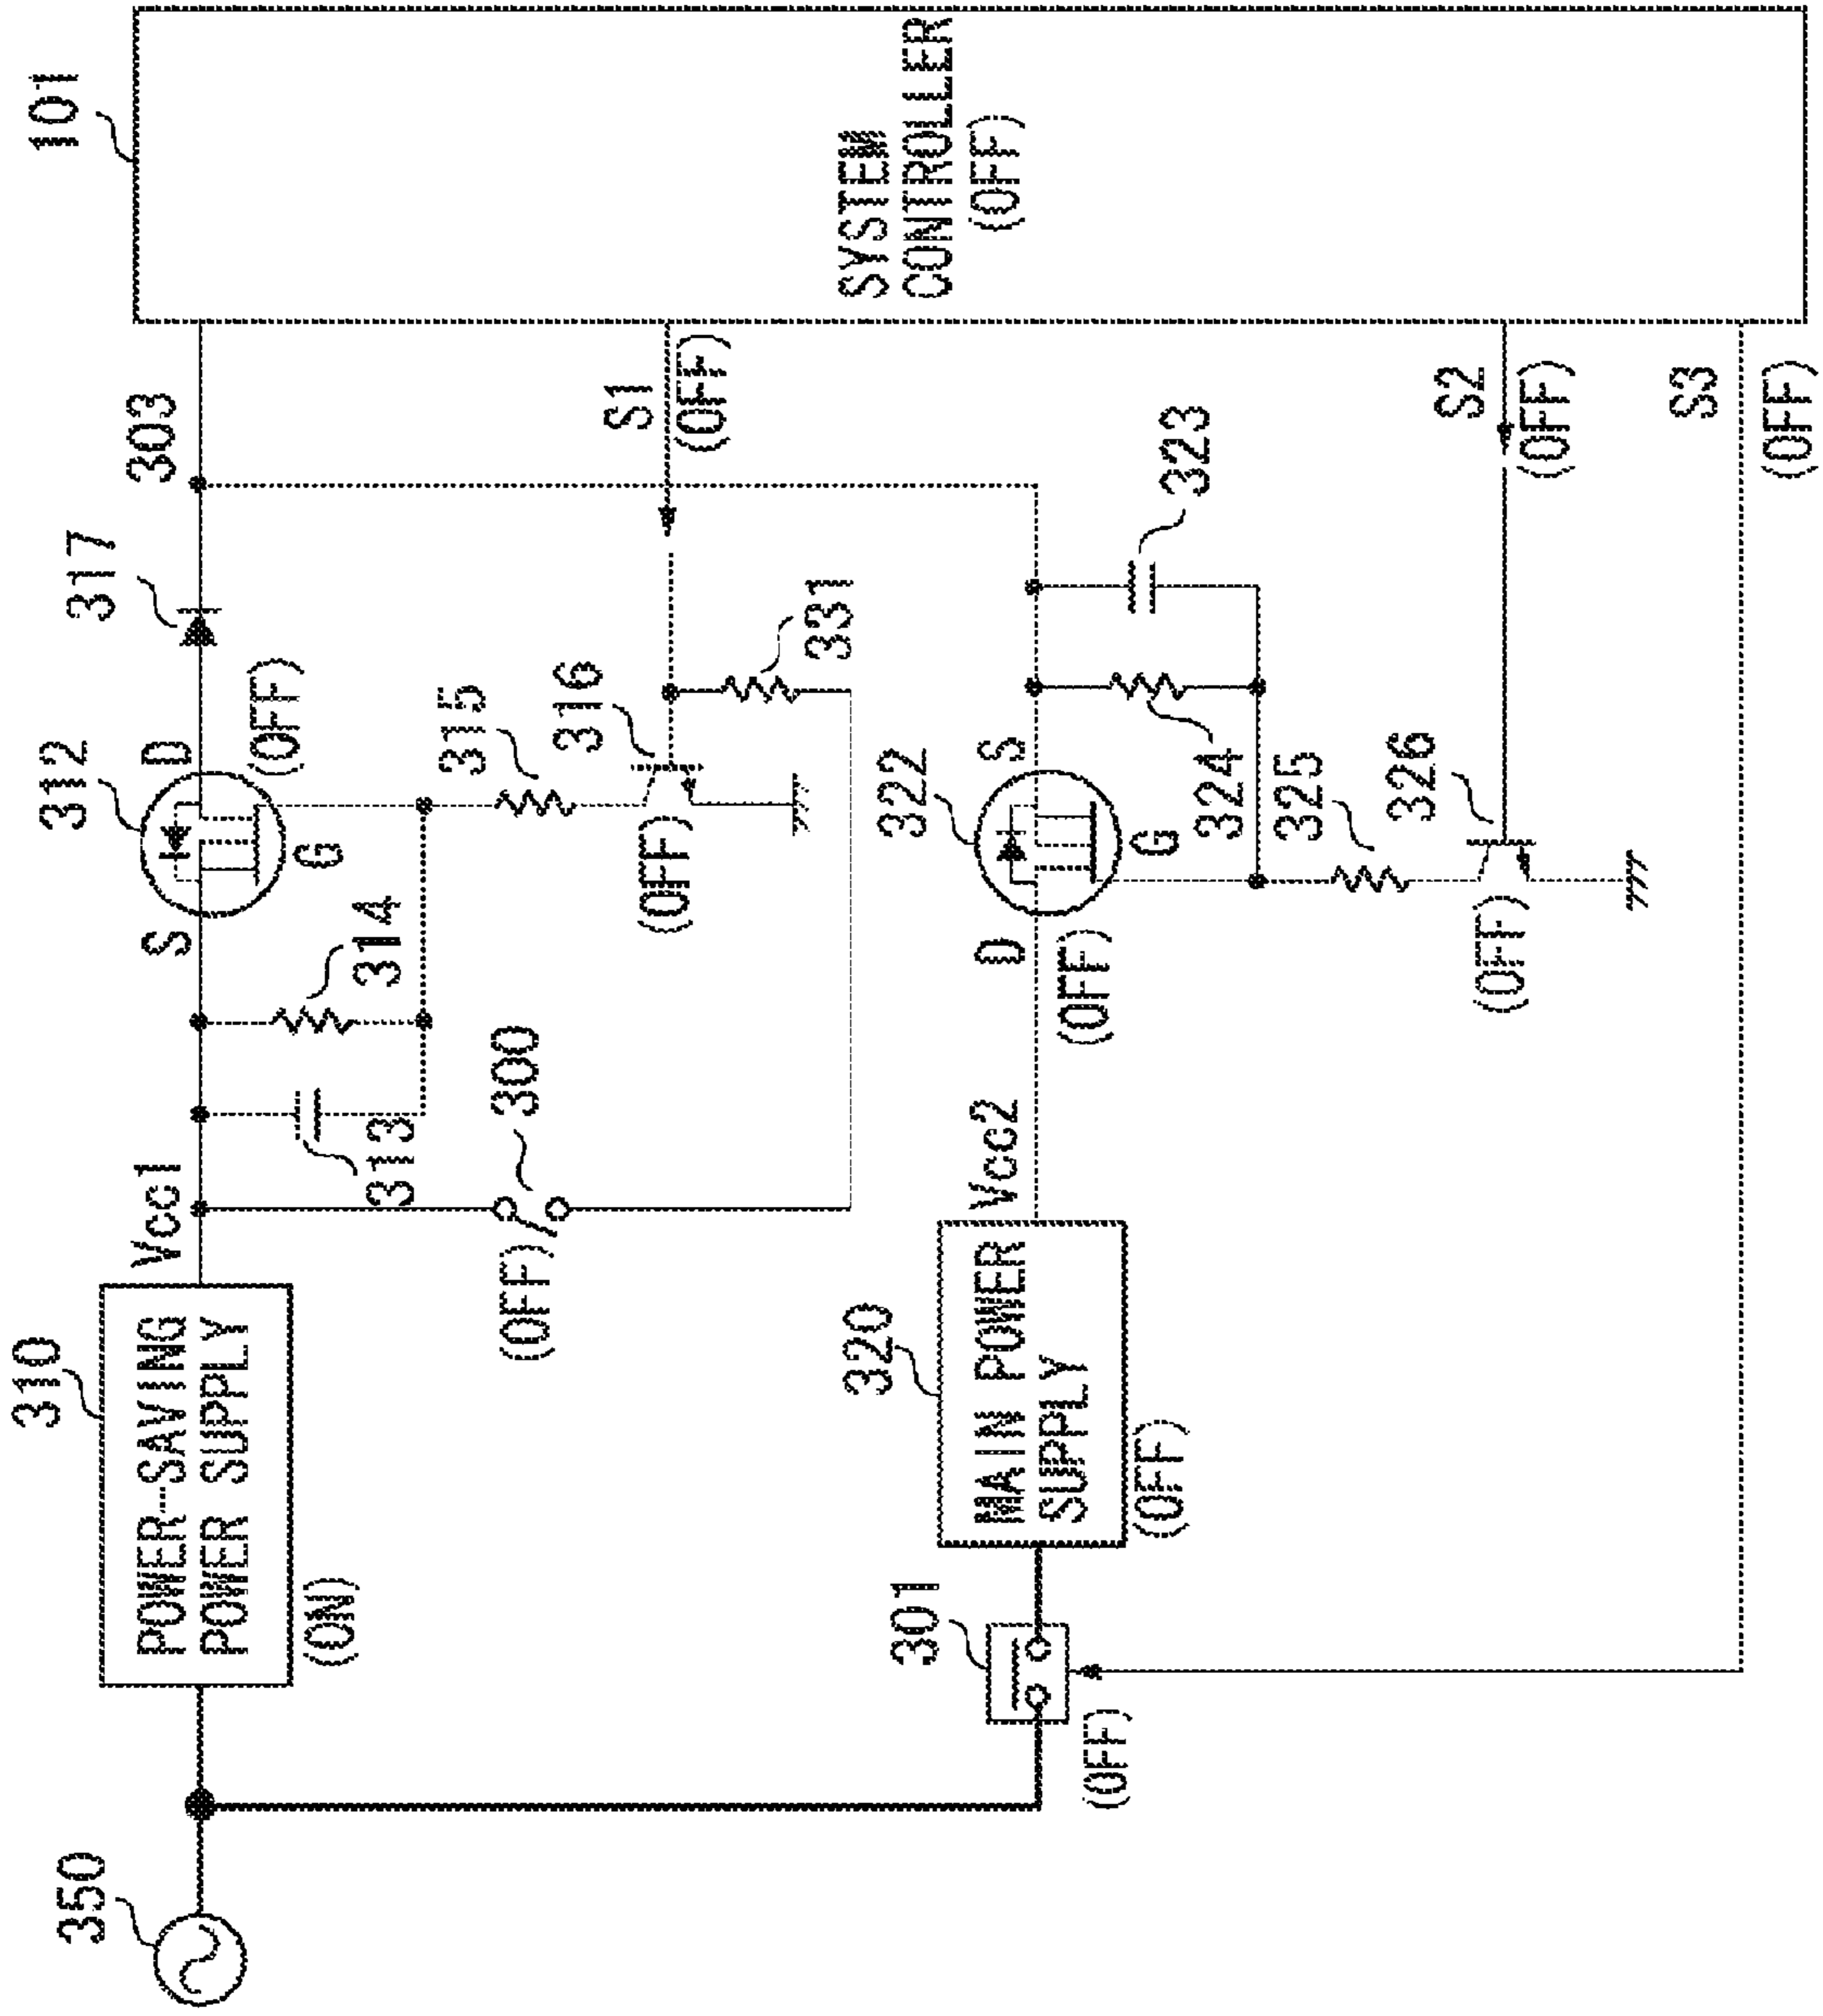 350
310
POWER-SAVING
POWER SUPPLY
(ON)
Vcc1
313
314
S
312
D
G
(OFF)
317
303
101
SYSTEM
CONTROLLER
(OFF)
300
(OFF)
315
316
(OFF)
331
S1
(OFF)
301
(OFF)
320
MAIN POWER
SUPPLY
(OFF)
Vcc2
D
(OFF)
322
S
G
324
323
325
326
(OFF)
S2
(OFF)
S3
(OFF)